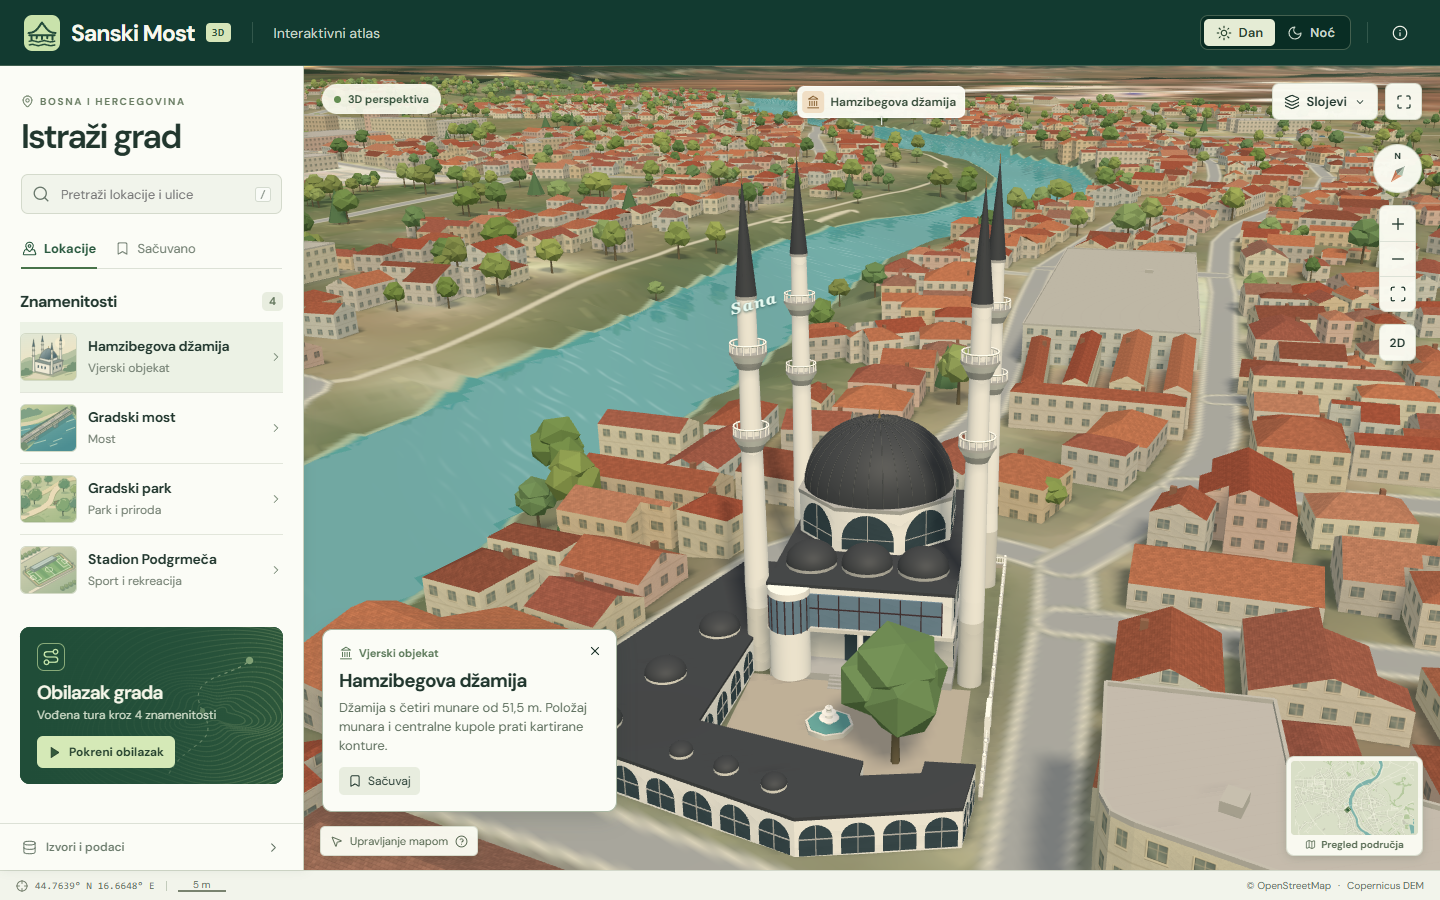 Sanski Most 3D
Interaktivni atlas
Dan
Noć
BOSNA I HERCEGOVINA
Istraži grad
Pretraži lokacije i ulice /
Lokacije
Sačuvano
Znamenitosti 4
Hamzibegova džamija
Vjerski objekat
Gradski most
Most
Gradski park
Park i priroda
Stadion Podgrmeča
Sport i rekreacija
Obilazak grada
Vođena tura kroz 4 znamenitosti
Pokreni obilazak
Izvori i podaci
3D perspektiva
Hamzibegova džamija
Slojevi
N
2D
Sana
Vjerski objekat
Hamzibegova džamija
Džamija s četiri munare od 51,5 m. Položaj
munara i centralne kupole prati kartirane
konture.
Sačuvaj
Upravljanje mapom
Pregled područja
44.7639° N 16.6648° E
5 m
© OpenStreetMap · Copernicus DEM